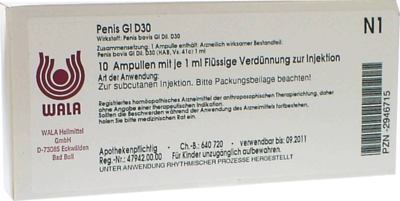 Penis Gl D30
Wirkstoff: Penis bovis Gl Dil. D30
Zusammensetzung: 1 Ampulle enthält: Arzneilich wirksamer Bestandteil:
Penis bovis Gl Dil. D30 (HAB, Vs. 41c) 1 ml
10 Ampullen mit je 1 ml Flüssige Verdünnung zur Injektion
Art der Anwendung:
Zur subcutanen Injektion. Bitte Packungsbeilage beachten!
Registriertes homöopathisches Arzneimittel der anthroposophischen Therapierichtung, daher
ohne Angabe einer therapeutischen Indikation.
Sollten die Beschwerden während der Anwendung des Arzneimittels fortbestehen,
holen Sie bitte medizinischen Rat ein.
Apothekenpflichtig - Ch.-B.: 640 720 - verwendbar bis: 09.2011
Reg.-Nr.: 47942.00.00 Für Kinder unzugänglich aufbewahren.
UNTER ANWENDUNG RHYTHMISCHER PROZESSE HERGESTELLT
WALA
WALA Heilmittel
GmbH
D-73085 Eckwälden
Bad Boll
N1
PZN -2946715